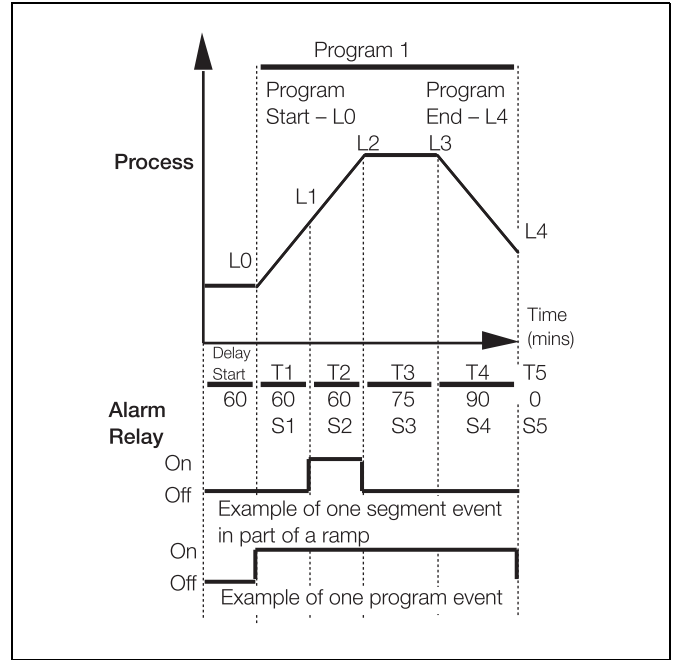 Program 1
Program
Start – L0
Program
End – L4
L2
L3
Process
L1
L0
L4
Time
(mins)
Delay
Start
T1
T2
T3
T4
T5
60
60
60
75
90
0
S1
S2
S3
S4
S5
Alarm
Relay
On
Off
Example of one segment event
in part of a ramp
On
Off
Example of one program event